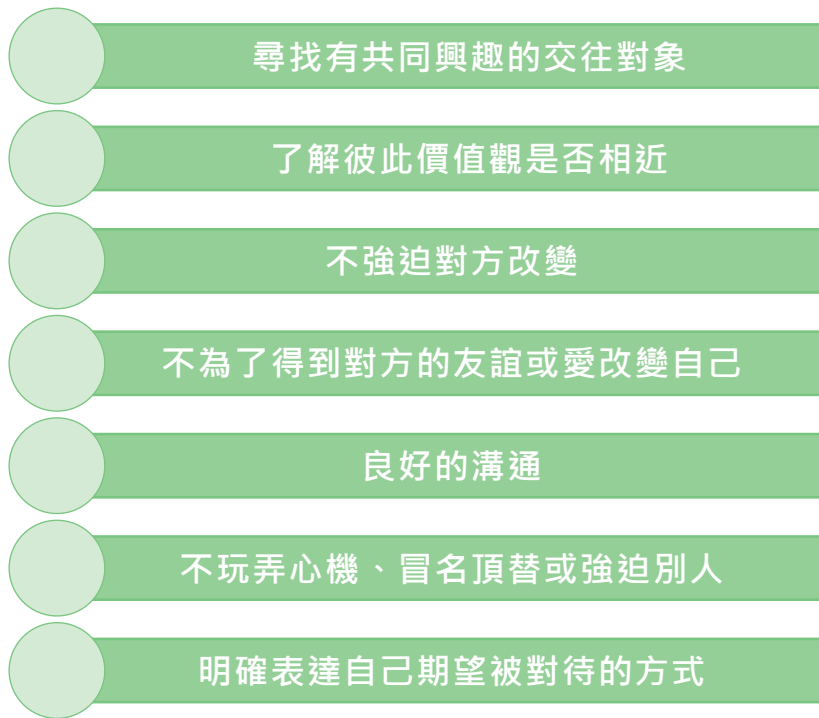 尋找有共同興趣的交往對象
了解彼此價值觀是否相近
不強迫對方改變
不為了得到對方的友誼或愛改變自己
良好的溝通
不玩弄心機、冒名頂替或強迫別人
明確表達自己期望被對待的方式